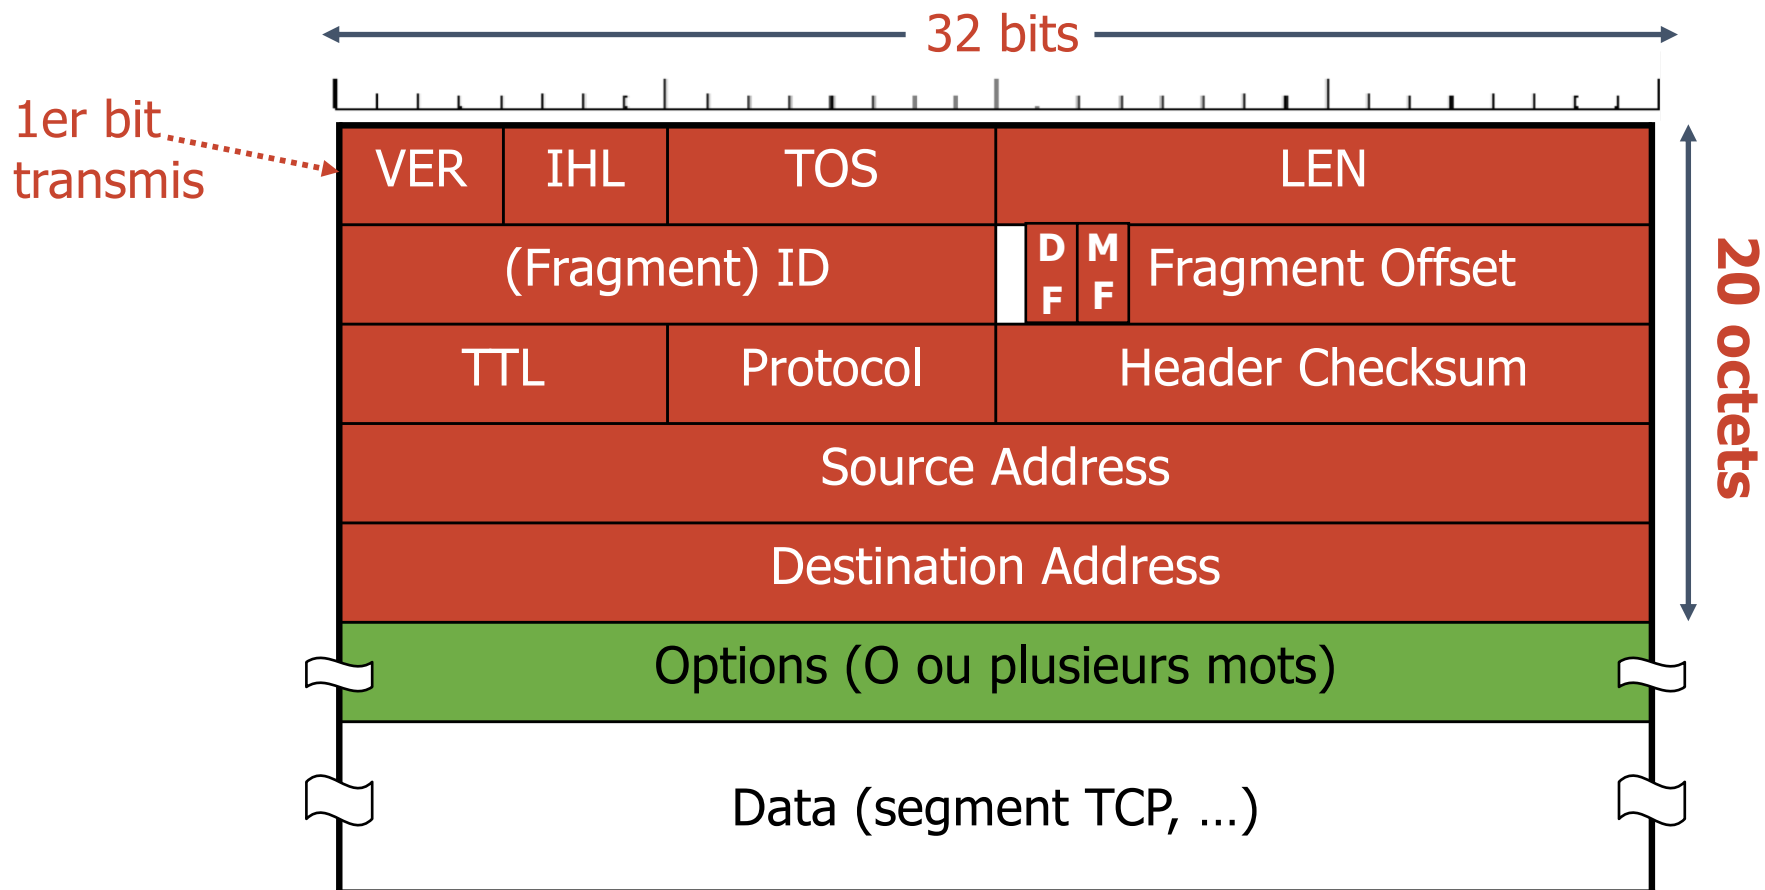 32 bits
1er bit
transmis
VER IHL TOS LEN
(Fragment) ID D F M F Fragment Offset
TTL Protocol Header Checksum
Source Address
Destination Address
20 octets
Options (O ou plusieurs mots)
Data (segment TCP, ...)